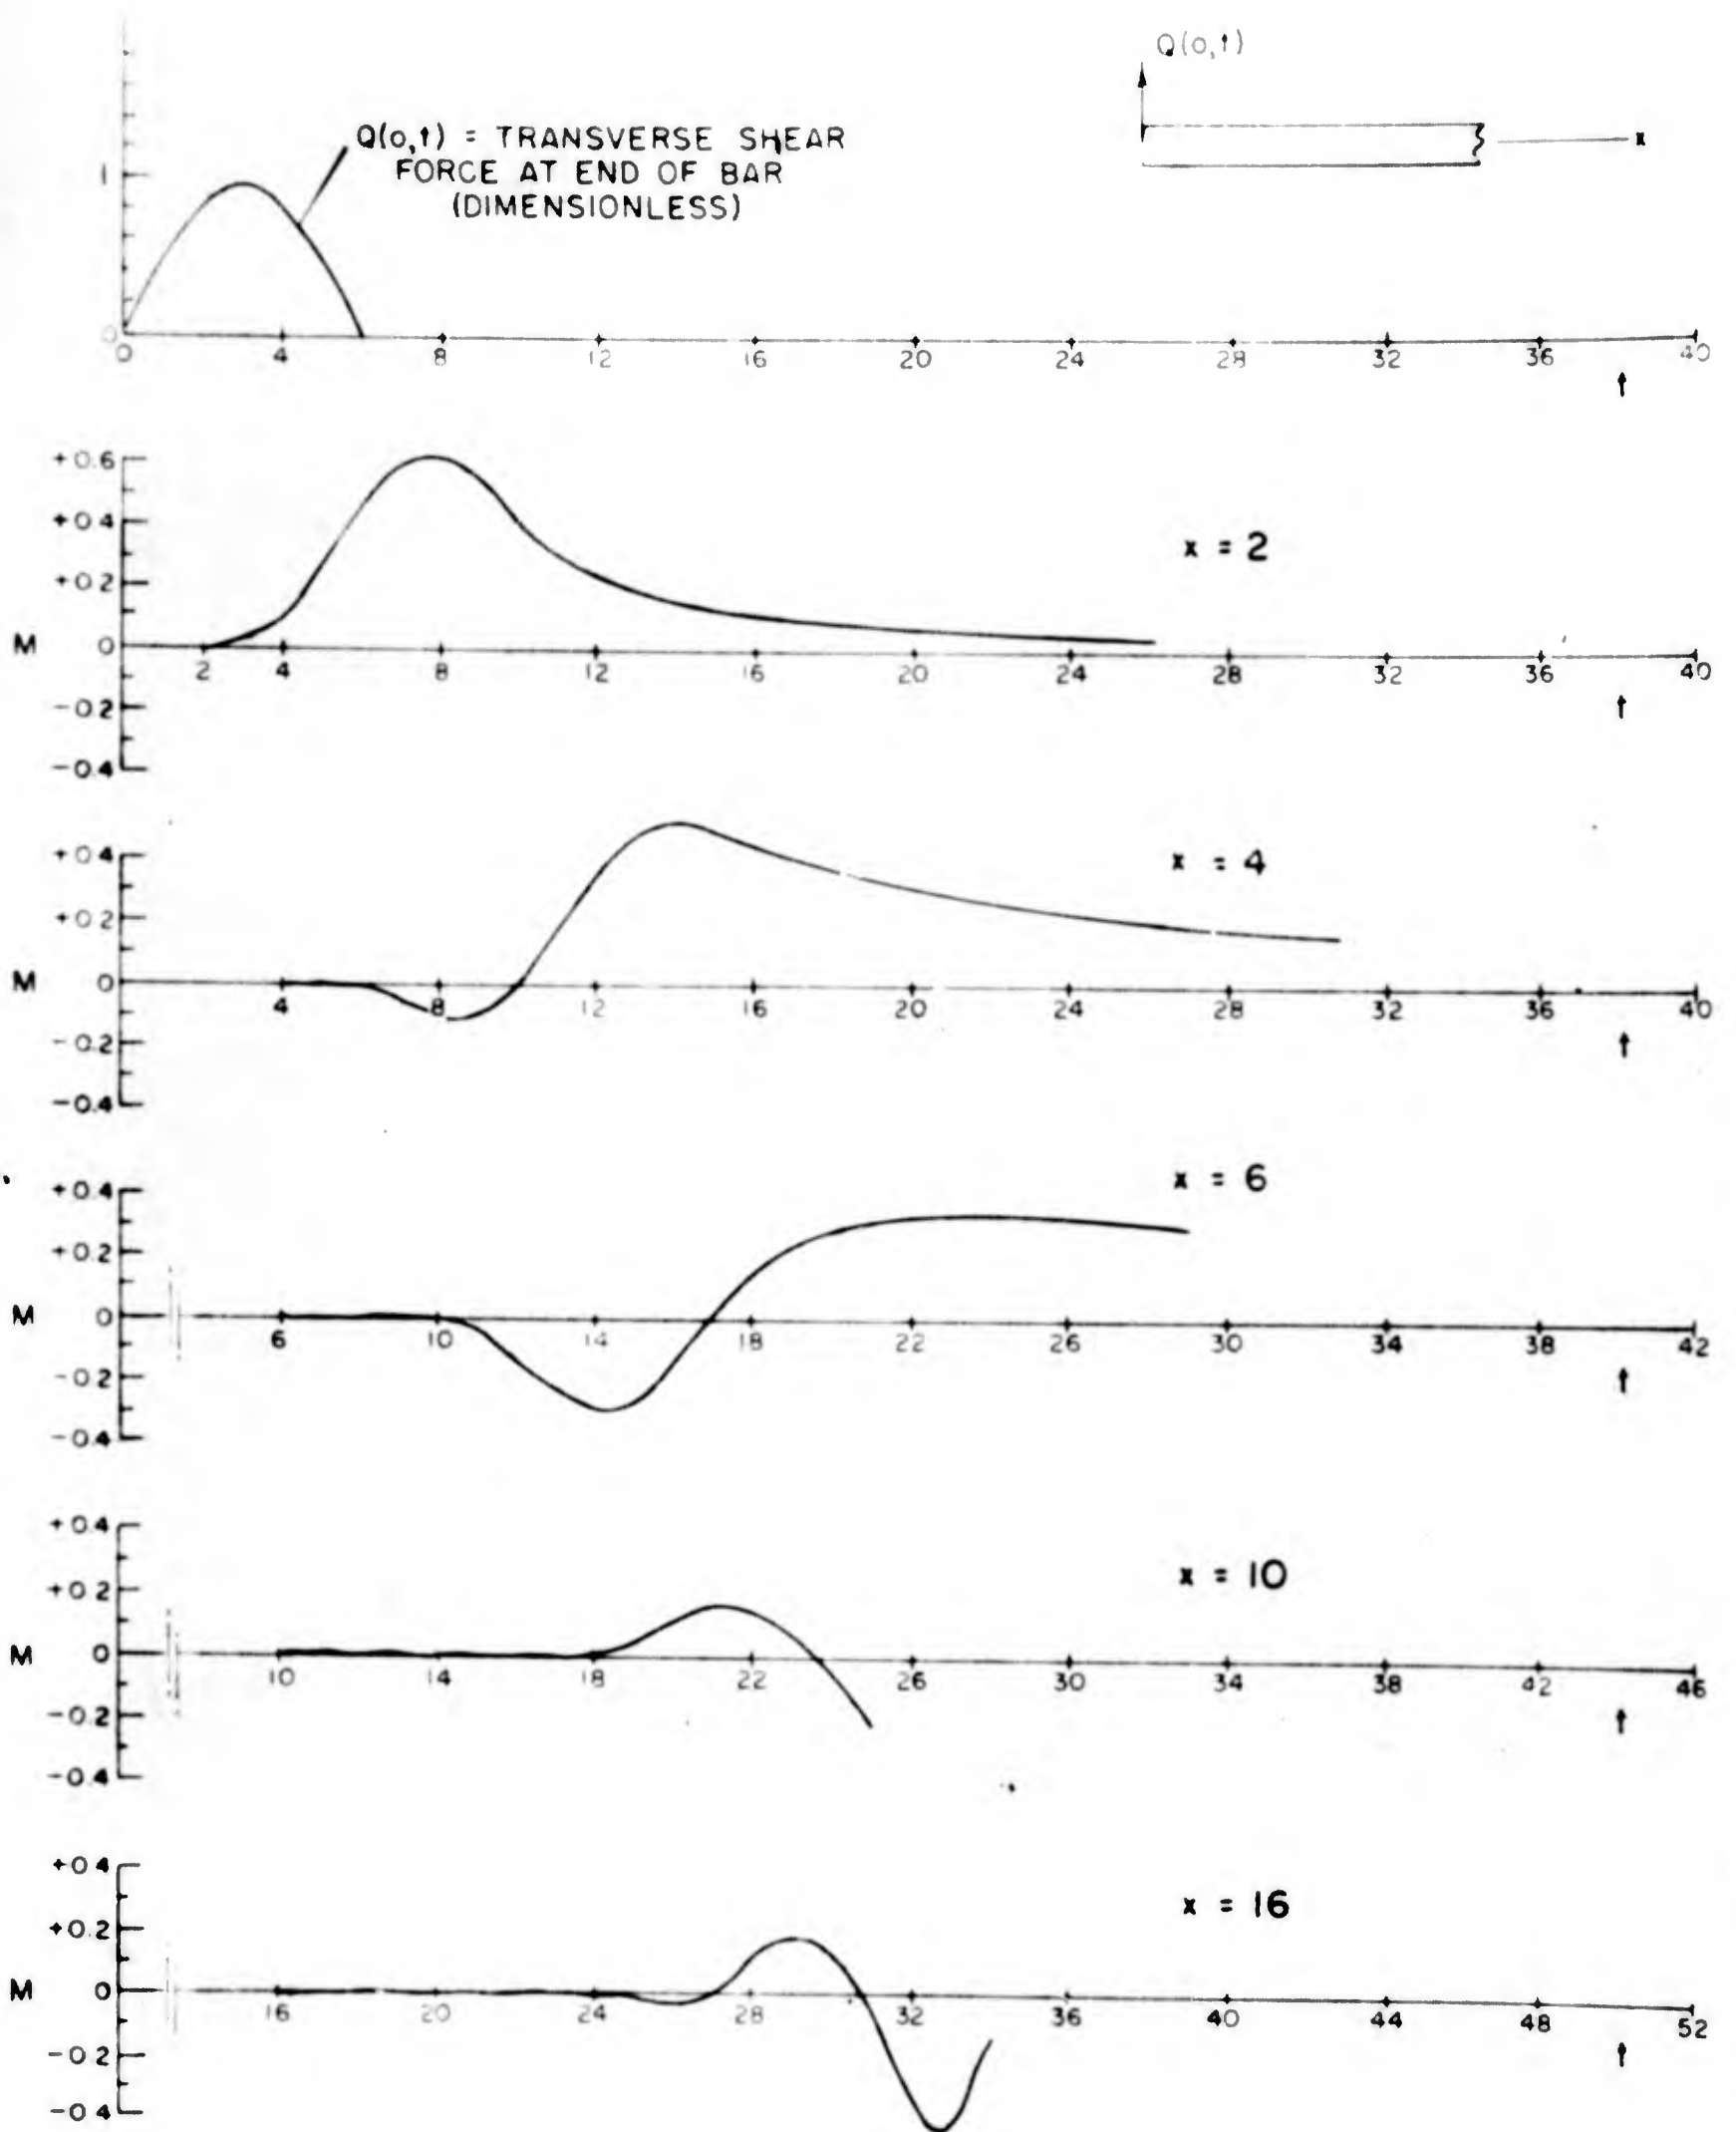 Q(o,t)
Q(o,t) = TRANSVERSE SHEAR
FORCE AT END OF BAR
(DIMENSIONLESS)
x
1
0
0 4 8 12 16 20 24 28 32 36 40
t
+0.6
+0.4
+0.2
M 0
-0.2
-0.4
x = 2
2 4 8 12 16 20 24 28 32 36 40
t
+0.4
+0.2
M 0
-0.2
-0.4
x = 4
4 8 12 16 20 24 28 32 36 40
t
+0.4
+0.2
M 0
-0.2
-0.4
x = 6
6 10 14 18 22 26 30 34 38 42
t
+0.4
+0.2
M 0
-0.2
-0.4
x = 10
10 14 18 22 26 30 34 38 42 46
t
+0.4
+0.2
M 0
-0.2
-0.4
x = 16
16 20 24 28 32 36 40 44 48 52
t